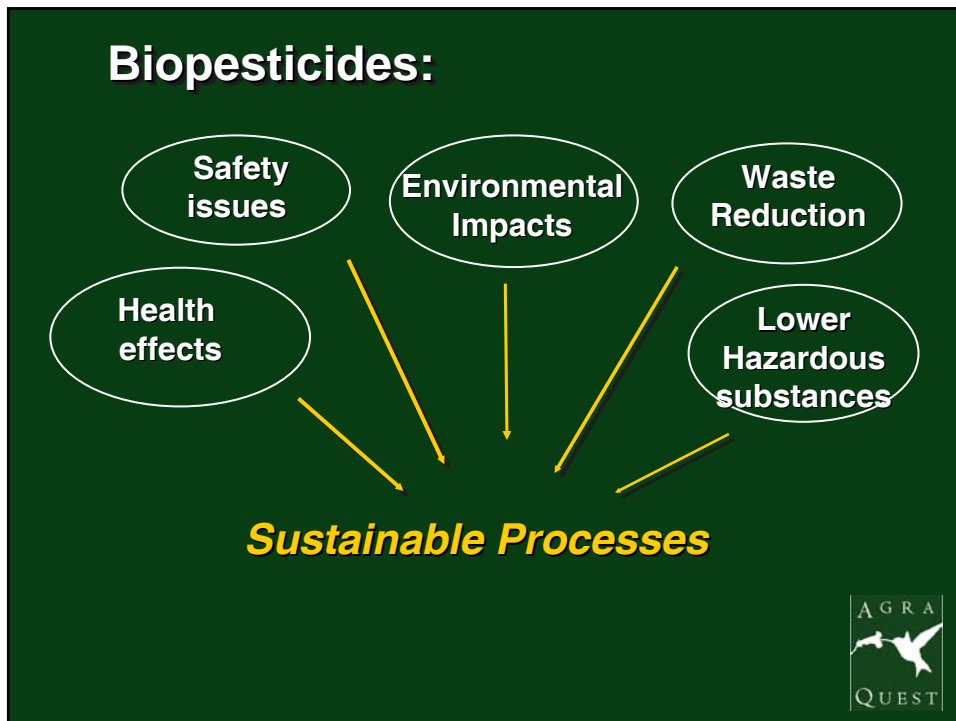 Biopesticides:
Safety
issues
Environmental
Impacts
Waste
Reduction
Health
effects
Lower
Hazardous
substances
Sustainable Processes
AGRA
QUEST